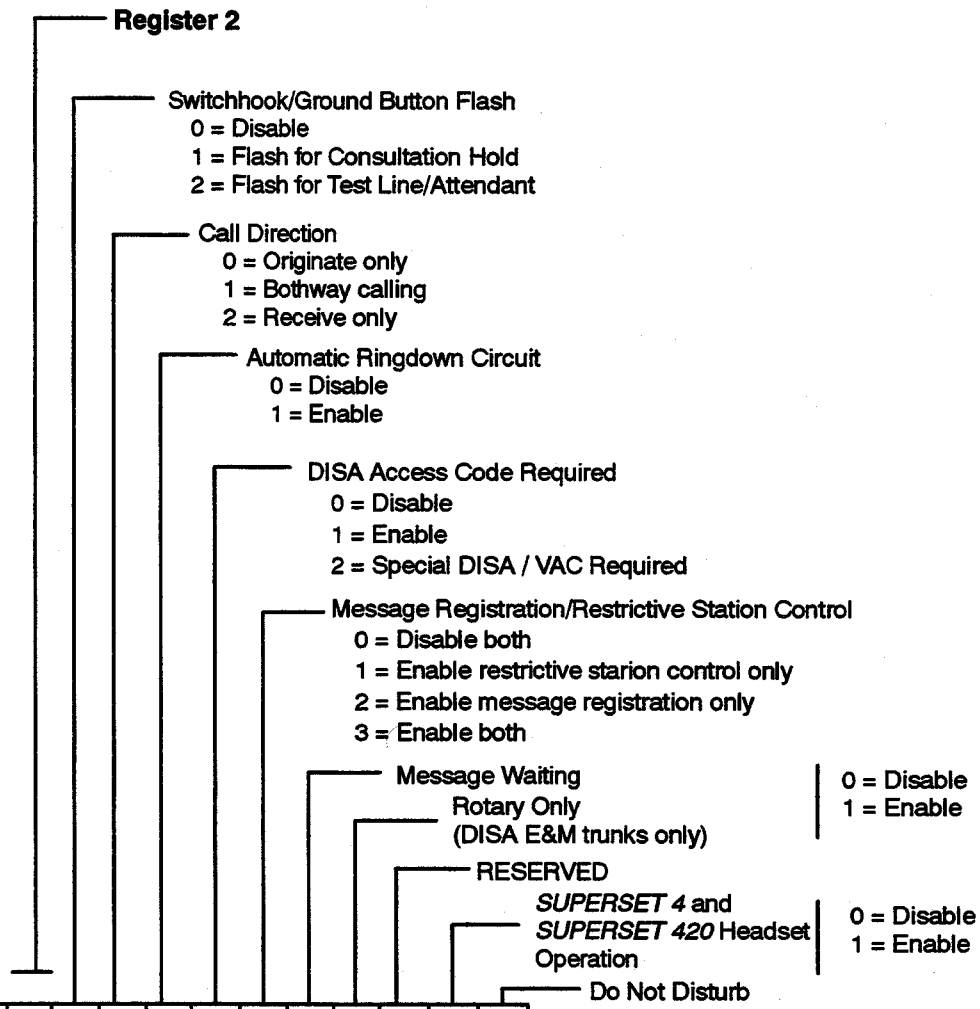 Register 2
Switchhook/Ground Button Flash
0 = Disable
1 = Flash for Consultation Hold
2 = Flash for Test Line/Attendant
Call Direction
0 = Originate only
1 = Bothway calling
2 = Receive only
Automatic Ringdown Circuit
0 = Disable
1 = Enable
DISA Access Code Required
0 = Disable
1 = Enable
2 = Special DISA / VAC Required
Message Registration/Restrictive Station Control
0 = Disable both
1 = Enable restrictive starion control only
2 = Enable message registration only
3 = Enable both
Message Waiting
Rotary Only
(DISA E&M trunks only)
0 = Disable
1 = Enable
RESERVED
SUPERSET 4 and
SUPERSET 420 Headset
Operation
0 = Disable
1 = Enable
Do Not Disturb